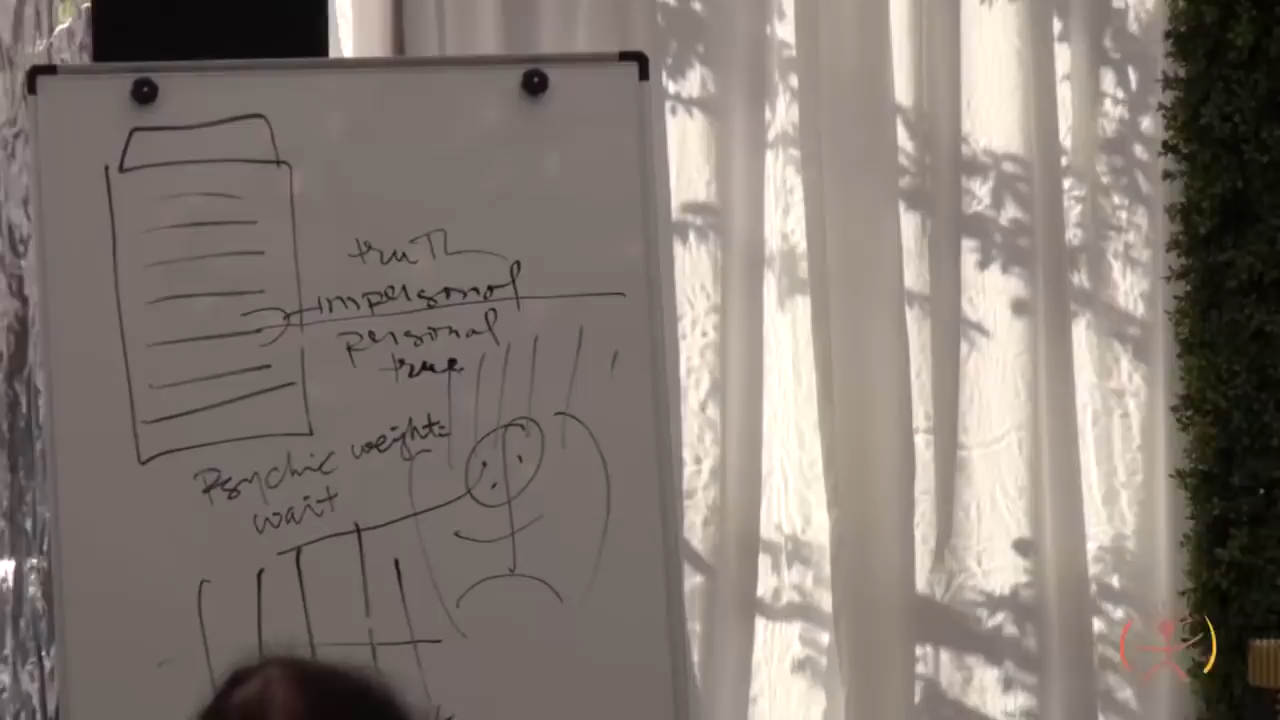 truth
impersonal
personal
true
Psychic weight
wait